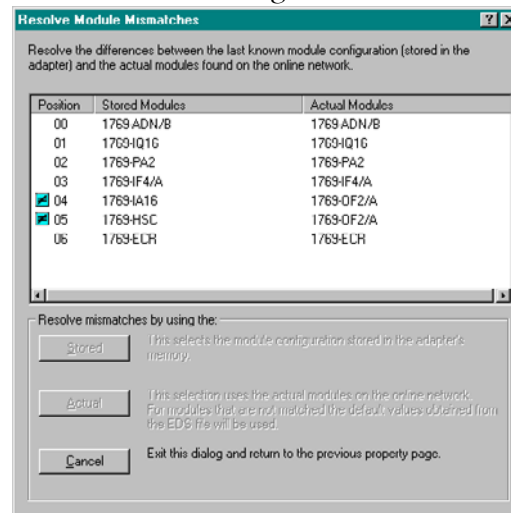 Resolve Module Mismatches
Resolve the differences between the last known module configuration (stored in the
adapter) and the actual modules found on the online network.
Position Stored Modules Actual Modules
00 1769-ADN/B 1769-ADN/B
01 1769-IQ16 1769-IQ16
02 1769-PA2 1769-PA2
03 1769-IF4/A 1769-IF4/A
04 1769-IA16 1769-OF2/A
05 1769-HSC 1769-OF2/A
06 1769-ECR 1769-ECR
Resolve mismatches by using the:
Stored
This selects the module configuration stored in the adapter's
memory.
Actual
This selection uses the actual modules on the online network.
For modules that are not matched the default values obtained from
the EDS file will be used.
Cancel
Exit this dialog and return to the previous property page.